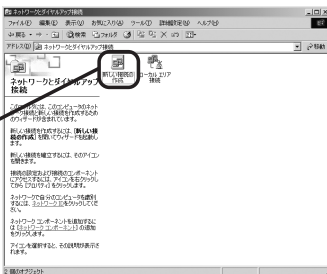 ネットワークとダイヤルアップ接続
ファイル(F) 編集(E) 表示(V) お気に入り(A) ツール(T) 詳細設定(N) ヘルプ(H)
戻る 検索 フォルダ
アドレス(D) ネットワークとダイヤルアップ接続 移動
新しい接続の
作成
ローカル エリア
接続
ネットワークとダイヤルアップ
接続
このフォルダには、このコンピュータのネット
ワーク接続と新しい接続を作成するため
のウィザードが含まれています。
新しい接続を作成するには、[新しい接
続の作成] を開いてウィザードを起動し
ます。
新しい接続を確立するには、そのアイコン
を開きます。
接続の設定および接続のコンポーネント
にアクセスするには、アイコンを右クリックし
てから [プロパティ] をクリックします。
ネットワークで自分のコンピュータを識別
するには、ネットワーク IDをクリックしてくだ
さい。
ネットワーク コンポーネントを追加するに
は [ネットワーク コンポーネント] の追加
をクリックします。
アイコンを選択すると、その説明が表示さ
れます。
2 個のオブジェクト